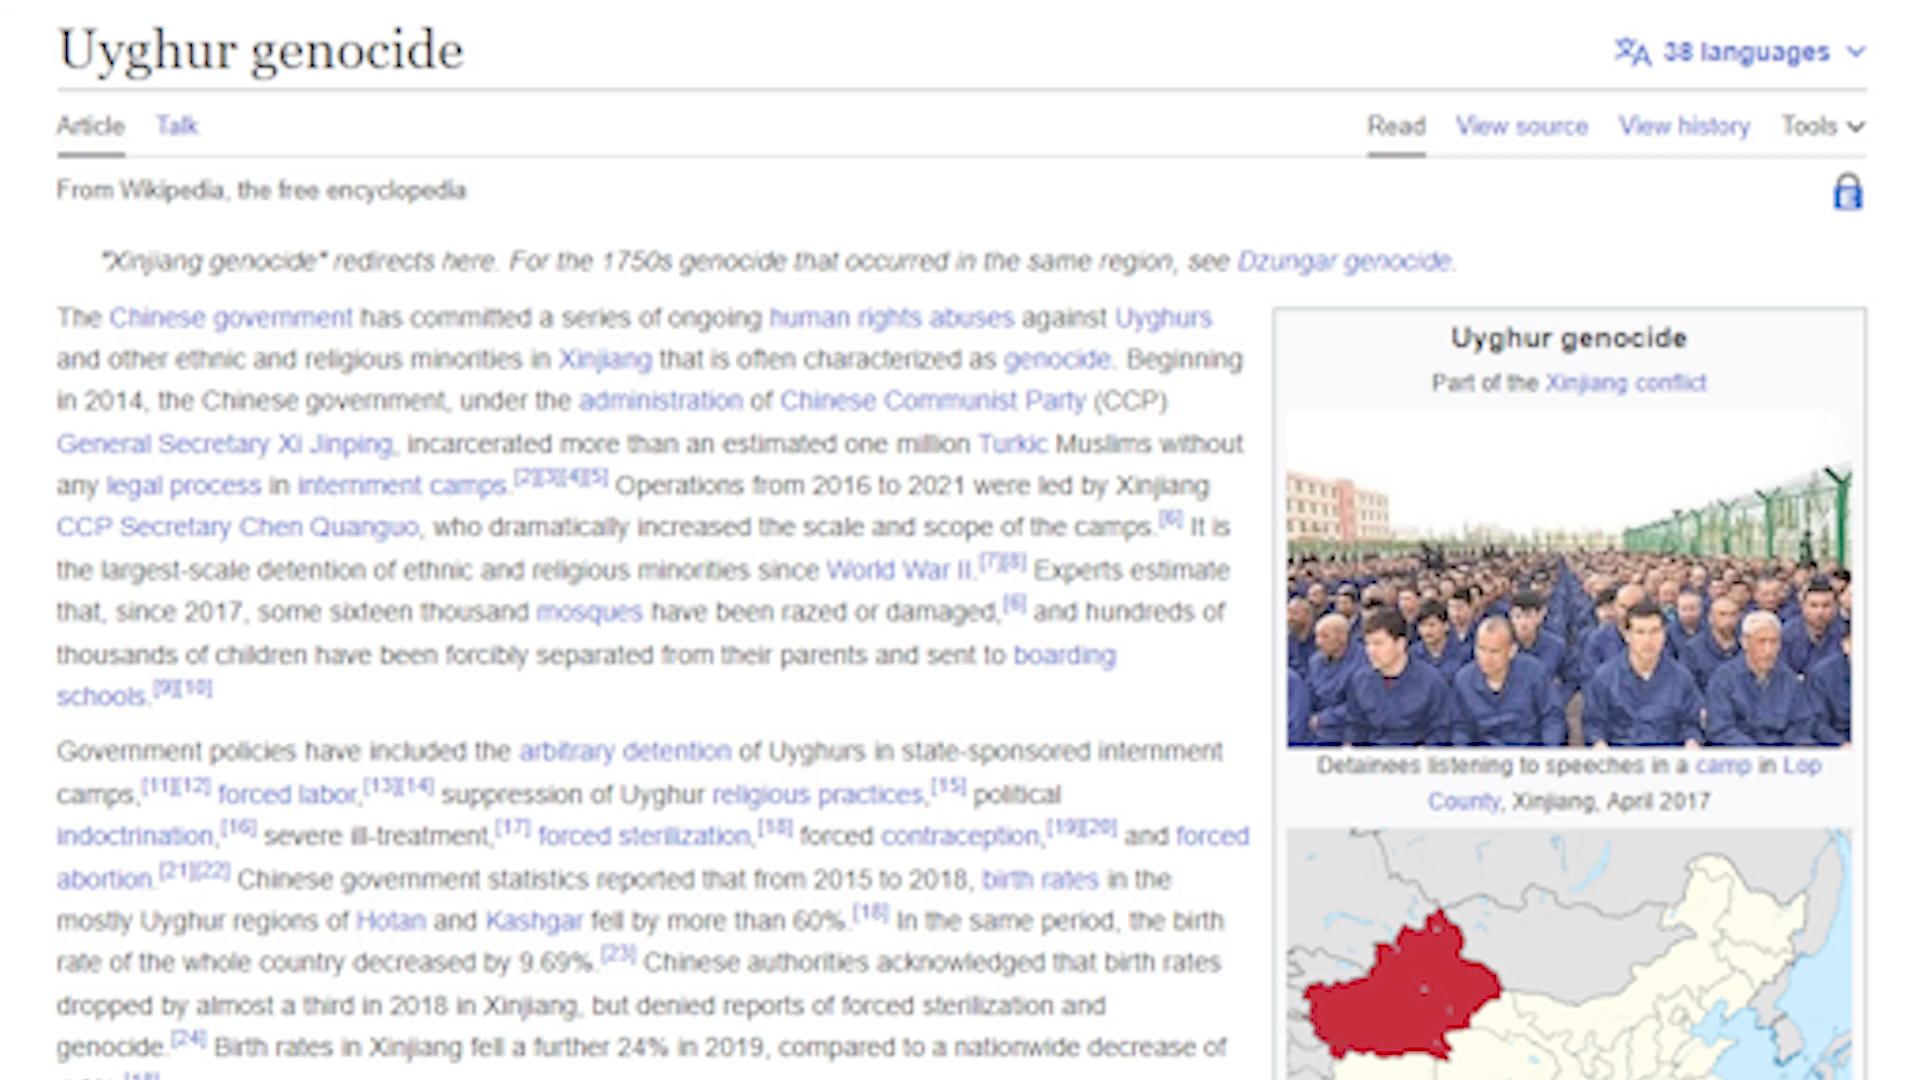 Uyghur genocide
38 languages
Article Talk
Read View source View history Tools
From Wikipedia, the free encyclopedia
"Xinjiang genocide" redirects here. For the 1750s genocide that occurred in the same region, see Dzungar genocide.
The Chinese government has committed a series of ongoing human rights abuses against Uyghurs
and other ethnic and religious minorities in Xinjiang that is often characterized as genocide. Beginning
in 2014, the Chinese government, under the administration of Chinese Communist Party (CCP)
General Secretary Xi Jinping, incarcerated more than an estimated one million Turkic Muslims without
any legal process in internment camps.[2][3][4][5] Operations from 2016 to 2021 were led by Xinjiang
CCP Secretary Chen Quanguo, who dramatically increased the scale and scope of the camps.[6] It is
the largest-scale detention of ethnic and religious minorities since World War II.[7][8] Experts estimate
that, since 2017, some sixteen thousand mosques have been razed or damaged,[6] and hundreds of
thousands of children have been forcibly separated from their parents and sent to boarding
schools.[9][10]
Government policies have included the arbitrary detention of Uyghurs in state-sponsored internment
camps,[11][12] forced labor,[13][14] suppression of Uyghur religious practices,[15] political
indoctrination,[16] severe ill-treatment,[17] forced sterilization,[18] forced contraception,[19][20] and forced
abortion.[21][22] Chinese government statistics reported that from 2015 to 2018, birth rates in the
mostly Uyghur regions of Hotan and Kashgar fell by more than 60%.[18] In the same period, the birth
rate of the whole country decreased by 9.69%.[23] Chinese authorities acknowledged that birth rates
dropped by almost a third in 2018 in Xinjiang, but denied reports of forced sterilization and
genocide.[24] Birth rates in Xinjiang fell a further 24% in 2019, compared to a nationwide decrease of
Uyghur genocide
Part of the Xinjiang conflict
Detainees listening to speeches in a camp in Lop
County, Xinjiang, April 2017